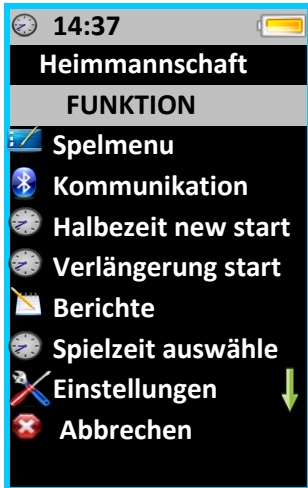 14:37
Heimmannschaft
FUNKTION
Spelmenu
Kommunikation
Halbezeit new start
Verlängerung start
Berichte
Spielzeit auswähle
Einstellungen
Abbrechen